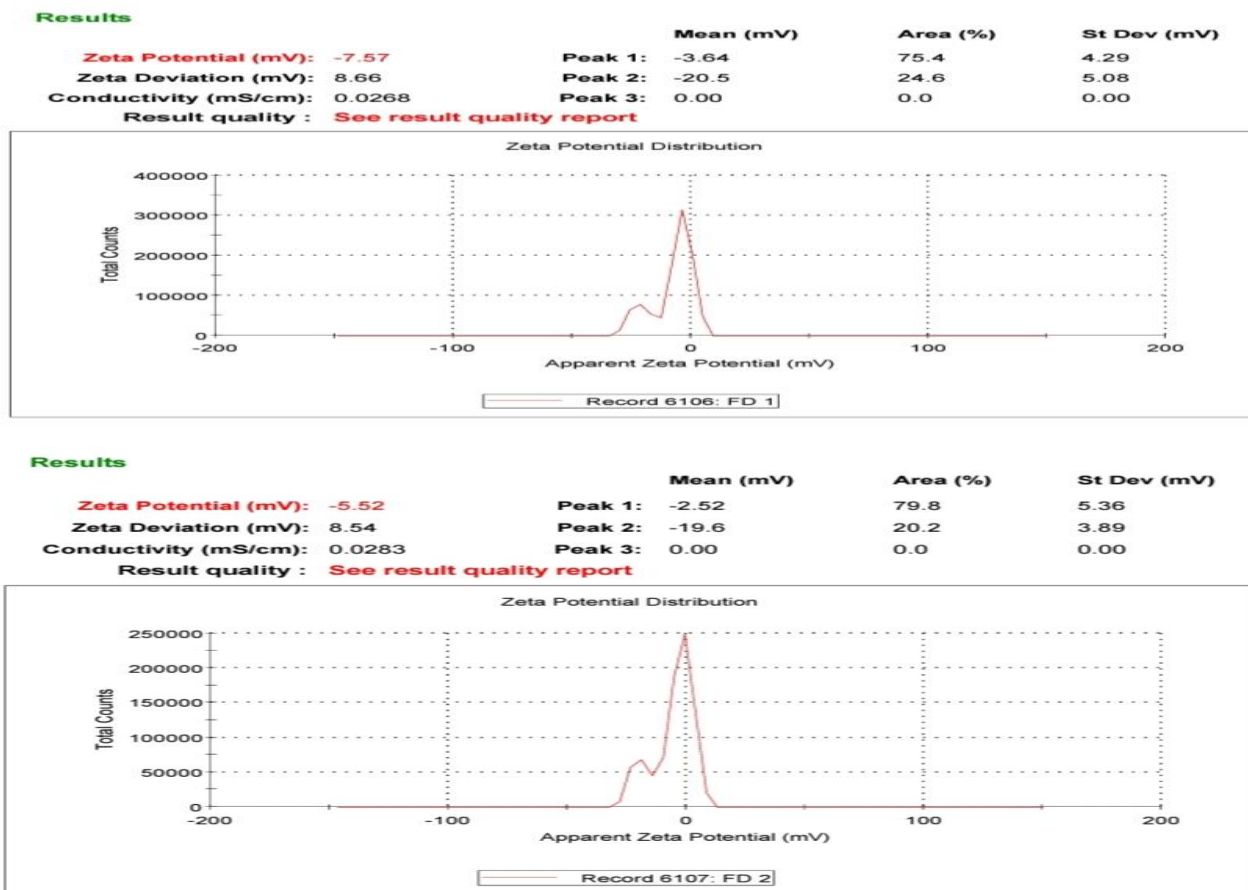 Results
Mean (mV) Area (%) St Dev (mV)
Zeta Potential (mV): -7.57 Peak 1: -3.64 75.4 4.29
Zeta Deviation (mV): 8.66 Peak 2: -20.5 24.6 5.08
Conductivity (mS/cm): 0.0268 Peak 3: 0.00 0.0 0.00
Result quality : See result quality report
Zeta Potential Distribution
400000
300000
200000
100000
0
Total Counts
-200 -100 0 100 200
Apparent Zeta Potential (mV)
Record 6106: FD 1
Results
Mean (mV) Area (%) St Dev (mV)
Zeta Potential (mV): -5.52 Peak 1: -2.52 79.8 5.36
Zeta Deviation (mV): 8.54 Peak 2: -19.6 20.2 3.89
Conductivity (mS/cm): 0.0283 Peak 3: 0.00 0.0 0.00
Result quality : See result quality report
Zeta Potential Distribution
250000
200000
150000
100000
50000
0
Total Counts
-200 -100 0 100 200
Apparent Zeta Potential (mV)
Record 6107: FD 2